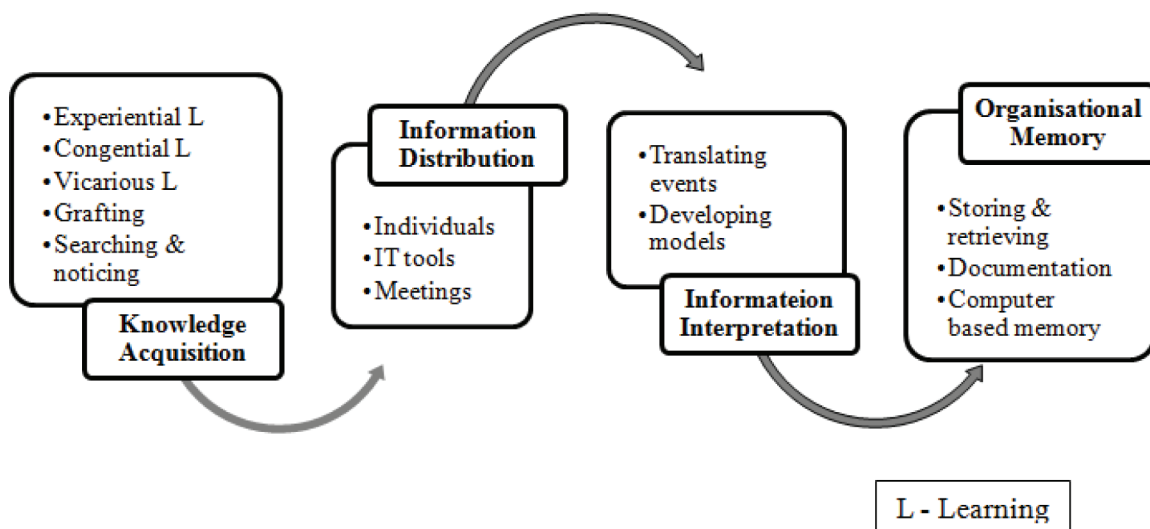 •Experiential L
•Congential L
•Vicarious L
•Grafting
•Searching &
noticing
Knowledge
Acquisition
Information
Distribution
•Individuals
•IT tools
•Meetings
•Translating
events
•Developing
models
Informateion
Interpretation
Organisational
Memory
•Storing &
retrieving
•Documentation
•Computer
based memory
L - Learning